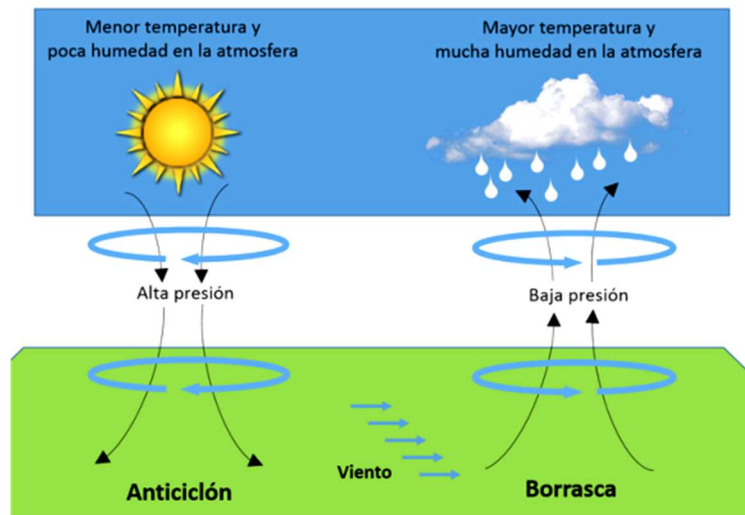 Menor temperatura y
poca humedad en la atmosfera
Mayor temperatura y
mucha humedad en la atmosfera
Alta presión
Baja presión
Viento
Anticiclón
Borrasca